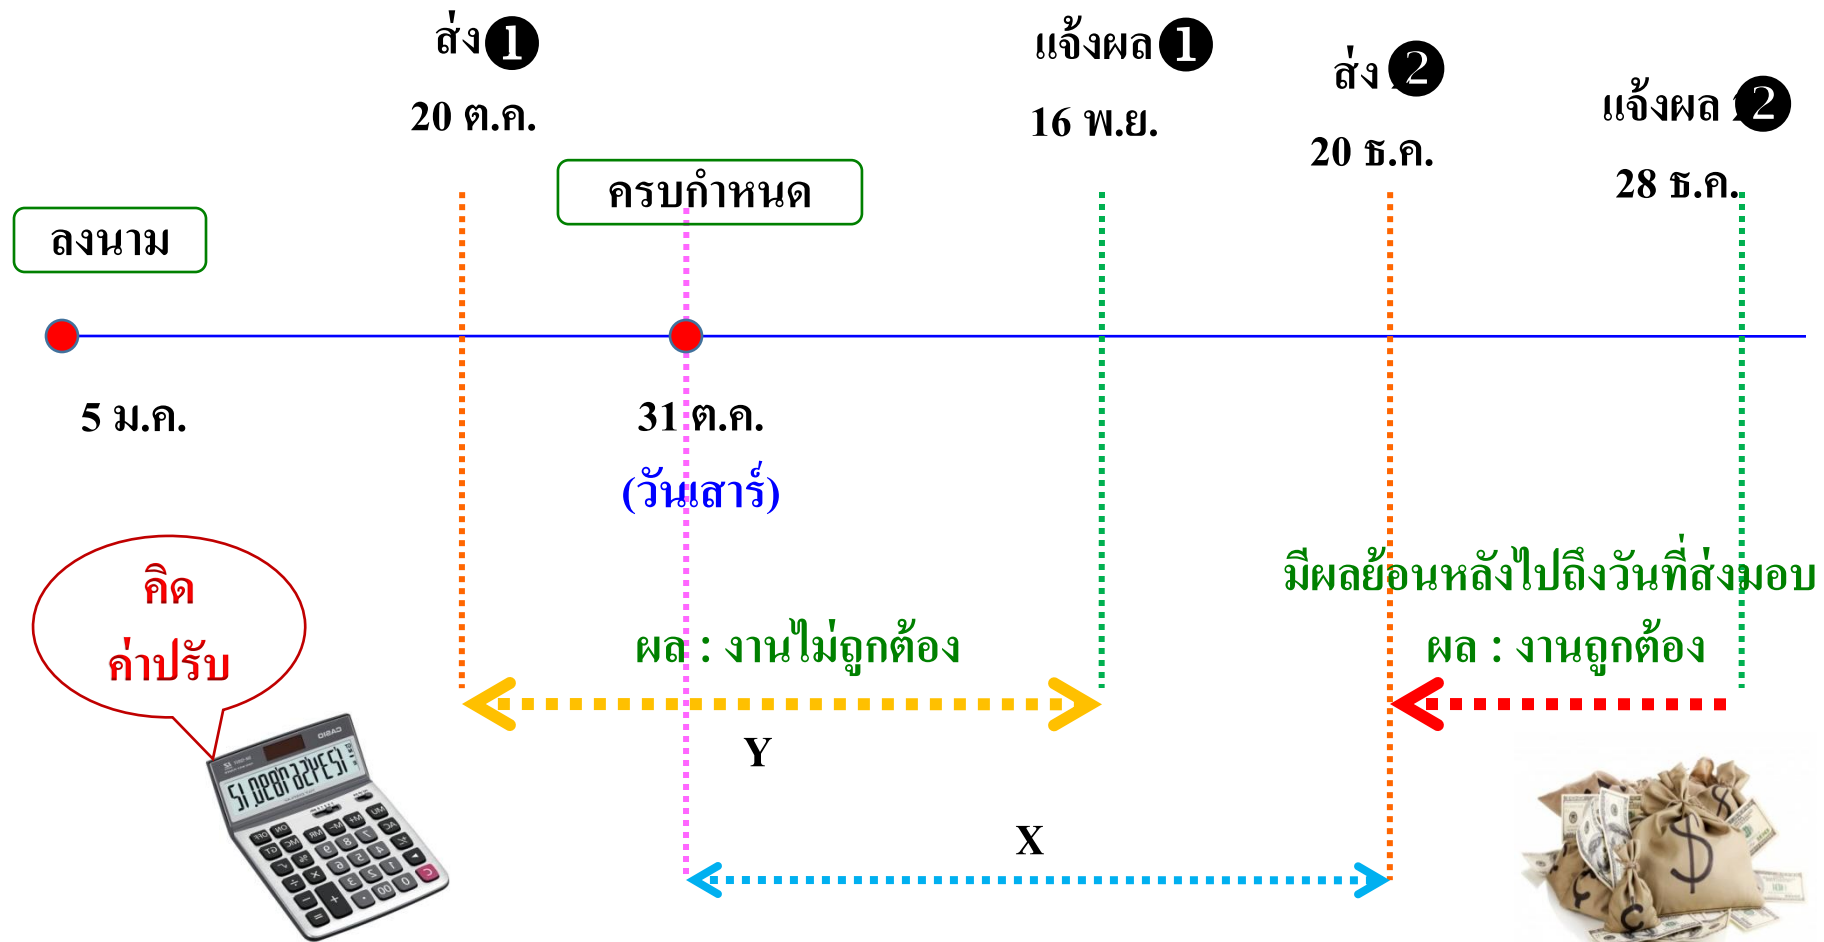 ส่ง ❶
20 ต.ค.
แจ้งผล ❶
16 พ.ย.
ส่ง ❷
20 ธ.ค.
แจ้งผล ❷
28 ธ.ค.
ลงนาม
ครบกำหนด
5 ม.ค.
31 ต.ค.
(วันเสาร์)
คิด
ค่าปรับ
มีผลย้อนหลังไปถึงวันที่ส่งมอบ
ผล : งานไม่ถูกต้อง
ผล : งานถูกต้อง
Y
X